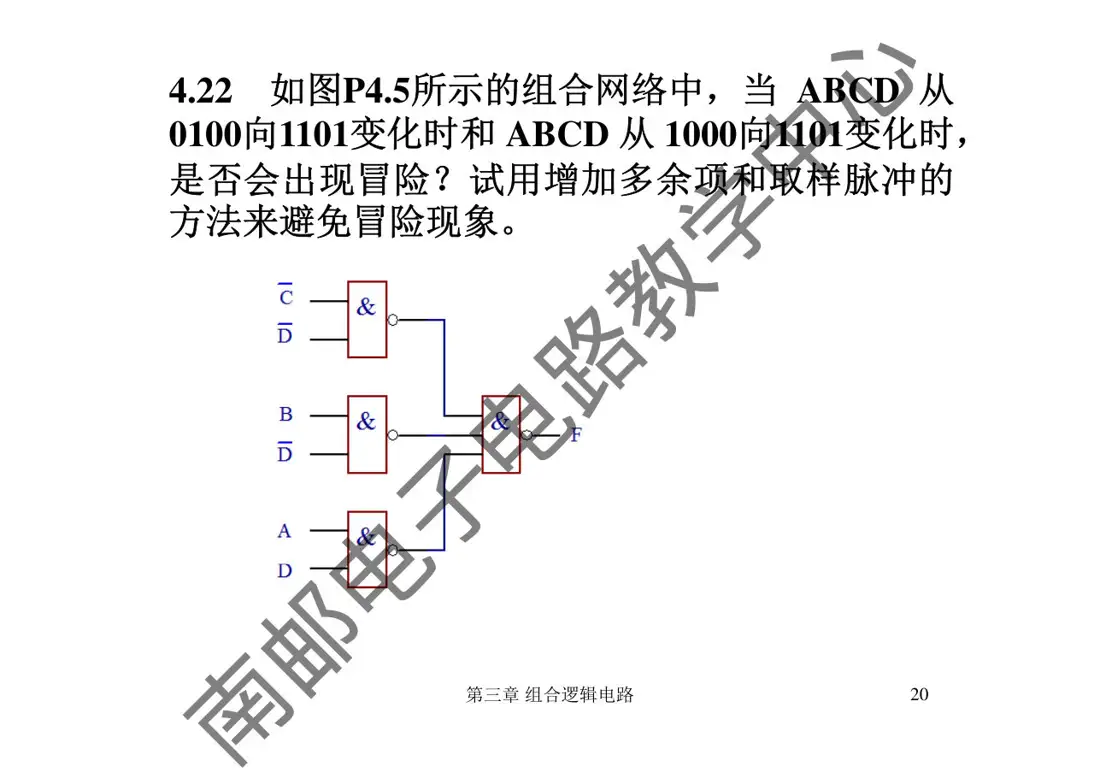 4.22 如图P4.5所示的组合网络中，当 ABCD 从
0100向1101变化时和 ABCD 从 1000向1101变化时，
是否会出现冒险？试用增加多余项和取样脉冲的
方法来避免冒险现象。
C̅
&
D̅
B
&
&
F
D̅
A
&
D
南邮电子电路教学中心
第三章 组合逻辑电路
20